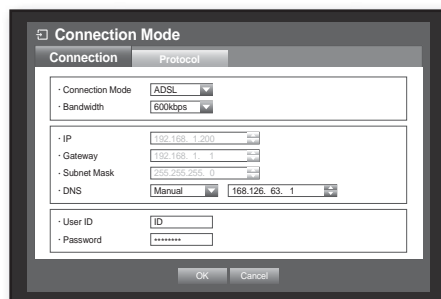 Connection Mode
Connection Protocol
· Connection Mode ADSL
· Bandwidth 600kbps
· IP 192.168. 1.200
· Gateway 192.168. 1. 1
· Subnet Mask 255.255.255. 0
· DNS Manual 168.126. 63. 1
· User ID ID
· Password ********
OK Cancel